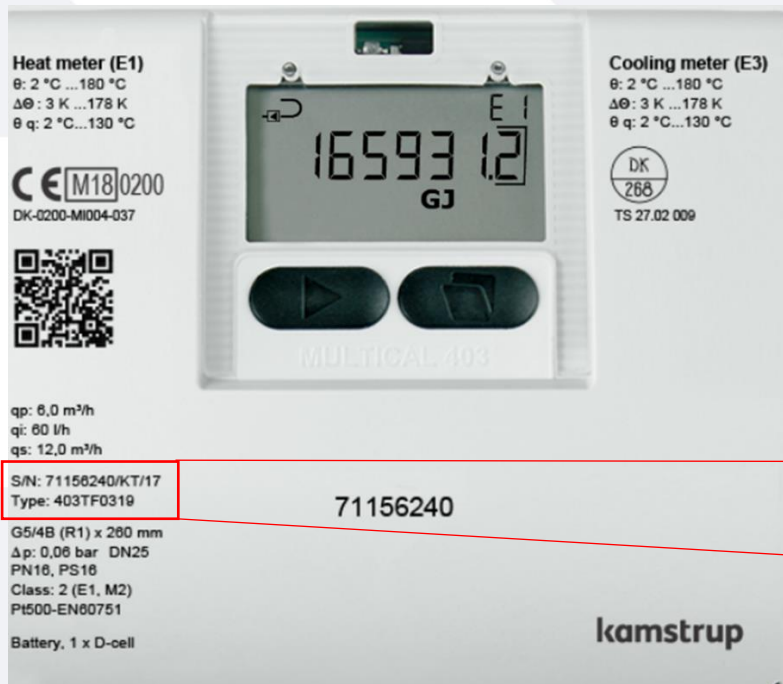 Heat meter (E1)
θ: 2 °C ...180 °C
ΔΘ: 3 K ...178 K
θ q: 2 °C...130 °C
CE M18 0200
DK-0200-MI004-037
E1
165931.2
GJ
Cooling meter (E3)
θ: 2 °C ...180 °C
ΔΘ: 3 K ...178 K
θ q: 2 °C...130 °C
DK
268
TS 27.02 009
MULTICAL 403
qp: 6,0 m³/h
qi: 60 l/h
qs: 12,0 m³/h
S/N: 71156240/KT/17
Type: 403TF0319
71156240
G5/4B (R1) x 260 mm
Δp: 0,06 bar DN25
PN16, PS16
Class: 2 (E1, M2)
Pt500-EN60751
Battery, 1 x D-cell
kamstrup